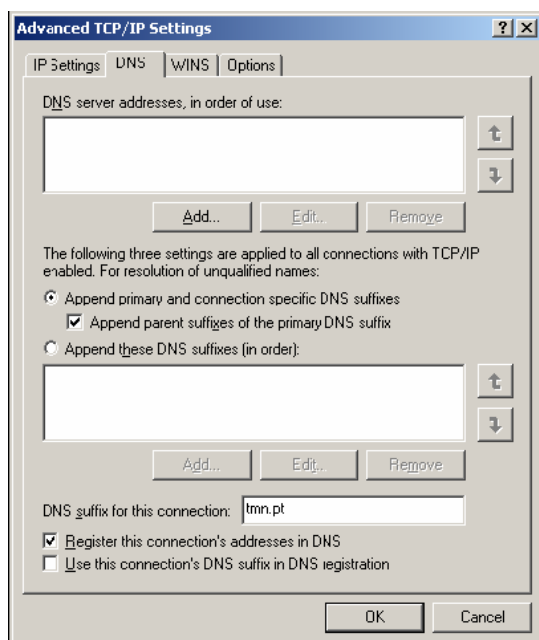 Advanced TCP/IP Settings
IP Settings DNS WINS Options
DNS server addresses, in order of use:
Add... Edit... Remove
The following three settings are applied to all connections with TCP/IP
enabled. For resolution of unqualified names:
Append primary and connection specific DNS suffixes
Append parent suffixes of the primary DNS suffix
Append these DNS suffixes (in order):
Add... Edit... Remove
DNS suffix for this connection: tmn.pt
Register this connection's addresses in DNS
Use this connection's DNS suffix in DNS registration
OK Cancel